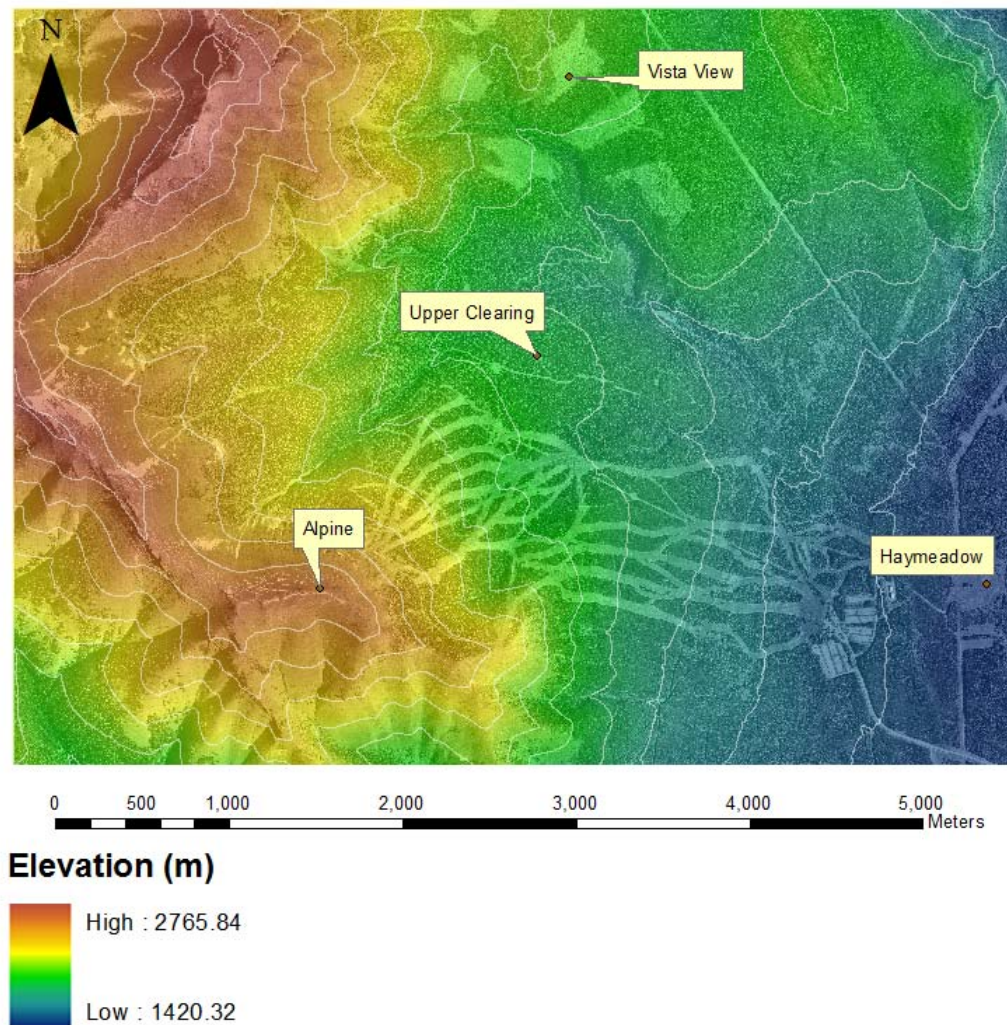 N
Vista View
Upper Clearing
Alpine
Haymeadow
0 500 1,000 2,000 3,000 4,000 5,000
Meters
Elevation (m)
High : 2765.84
Low : 1420.32